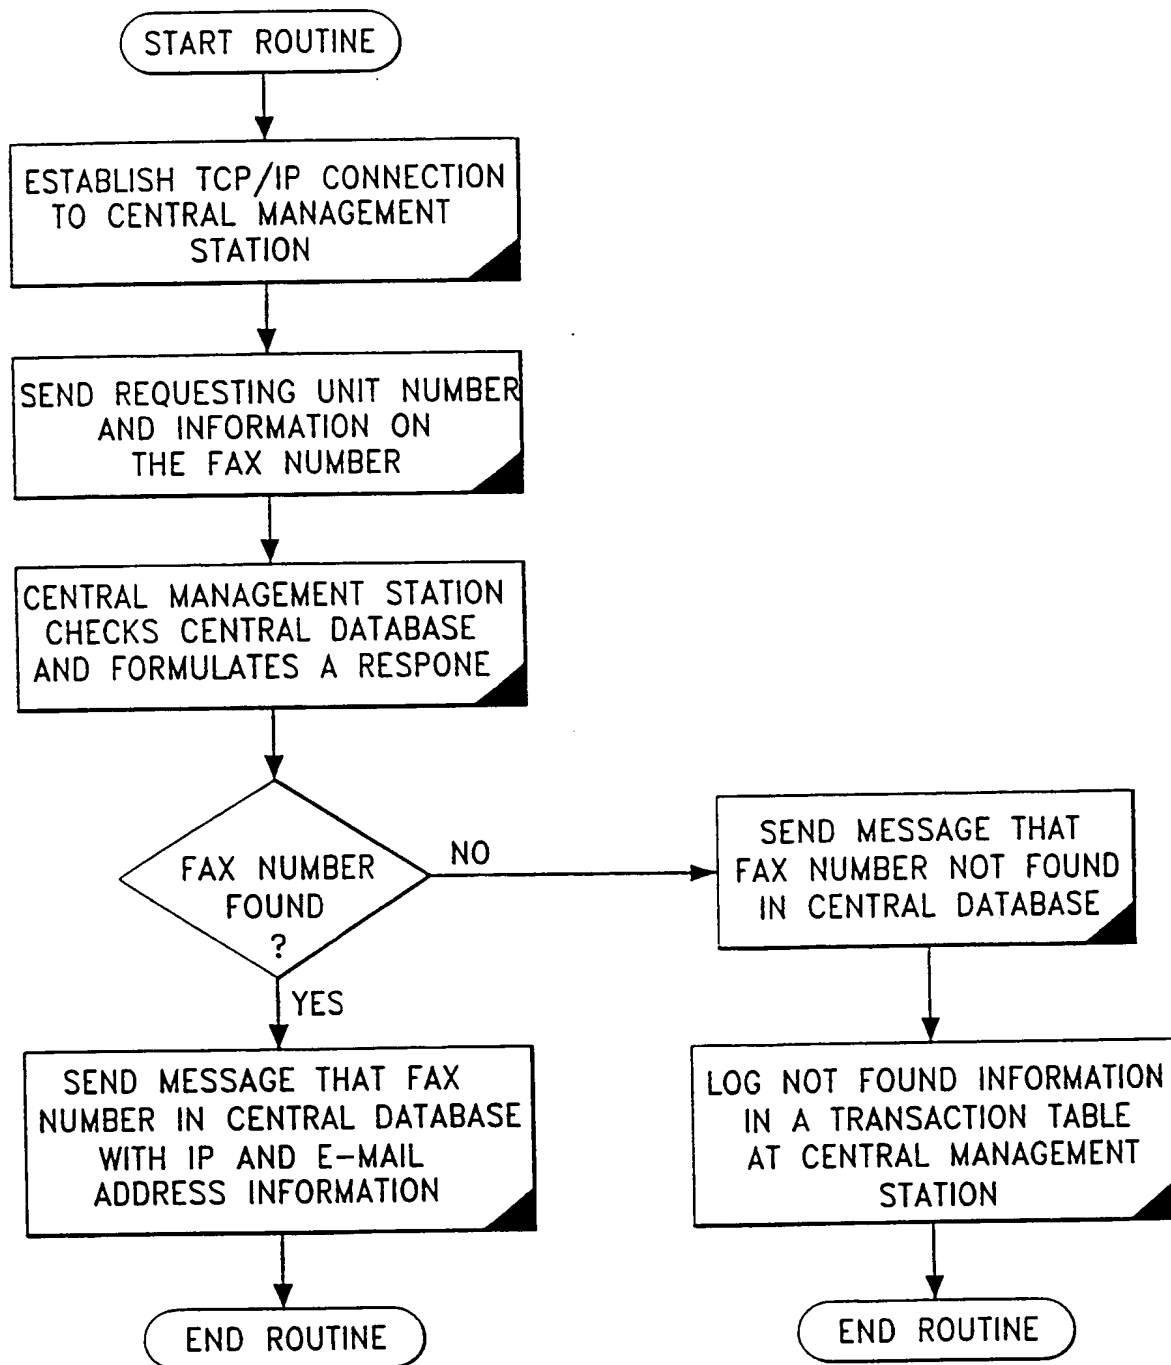 START ROUTINE
ESTABLISH TCP/IP CONNECTION
TO CENTRAL MANAGEMENT
STATION
SEND REQUESTING UNIT NUMBER
AND INFORMATION ON
THE FAX NUMBER
CENTRAL MANAGEMENT STATION
CHECKS CENTRAL DATABASE
AND FORMULATES A RESPONE
FAX NUMBER
FOUND
?
NO
SEND MESSAGE THAT
FAX NUMBER NOT FOUND
IN CENTRAL DATABASE
YES
SEND MESSAGE THAT FAX
NUMBER IN CENTRAL DATABASE
WITH IP AND E-MAIL
ADDRESS INFORMATION
LOG NOT FOUND INFORMATION
IN A TRANSACTION TABLE
AT CENTRAL MANAGEMENT
STATION
END ROUTINE
END ROUTINE